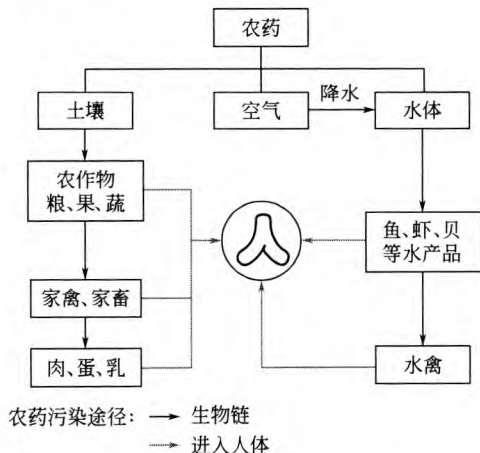 农药
土壤
空气
降水
水体
农作物
粮、果、蔬
鱼、虾、贝
等水产品
家禽、家畜
肉、蛋、乳
水禽
农药污染途径：
生物链
进入人体